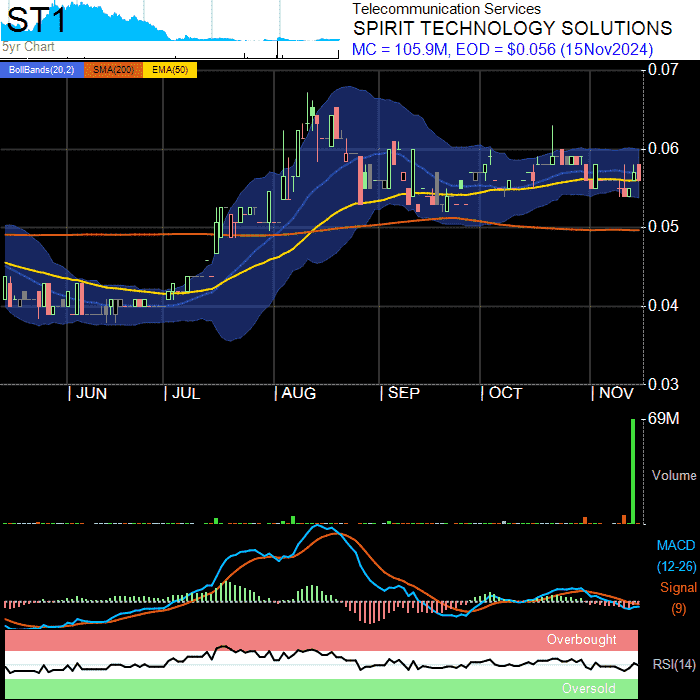 ST1
5yr Chart
Telecommunication Services
SPIRIT TECHNOLOGY SOLUTIONS
MC = 105.9M, EOD = $0.056 (15Nov2024)
BollBands(20,2) SMA(200) EMA(50)
0.07
0.06
0.05
0.04
0.03
JUN JUL AUG SEP OCT NOV
69M
Volume
MACD
(12-26)
Signal
(9)
Overbought
RSI(14)
Oversold